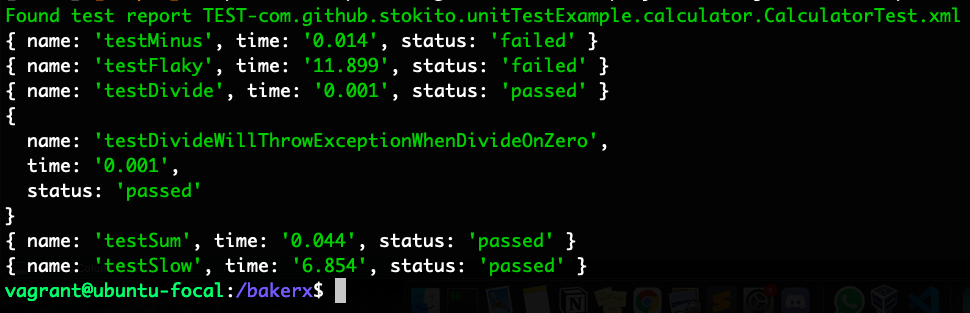 Found test report TEST-com.github.stokito.unitTestExample.calculator.CalculatorTest.xml
{ name: 'testMinus', time: '0.014', status: 'failed' }
{ name: 'testFlaky', time: '11.899', status: 'failed' }
{ name: 'testDivide', time: '0.001', status: 'passed' }
{
  name: 'testDivideWillThrowExceptionWhenDivideOnZero',
  time: '0.001',
  status: 'passed'
}
{ name: 'testSum', time: '0.044', status: 'passed' }
{ name: 'testSlow', time: '6.854', status: 'passed' }
vagrant@ubuntu-focal:/bakerx$